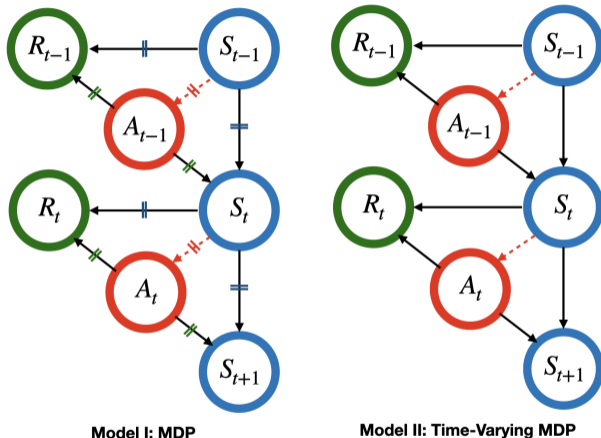 R_{t-1} S_{t-1} R_{t-1} S_{t-1}
A_{t-1} A_{t-1}
R_t S_t R_t S_t
A_t A_t
S_{t+1} S_{t+1}
Model I: MDP Model II: Time-Varying MDP